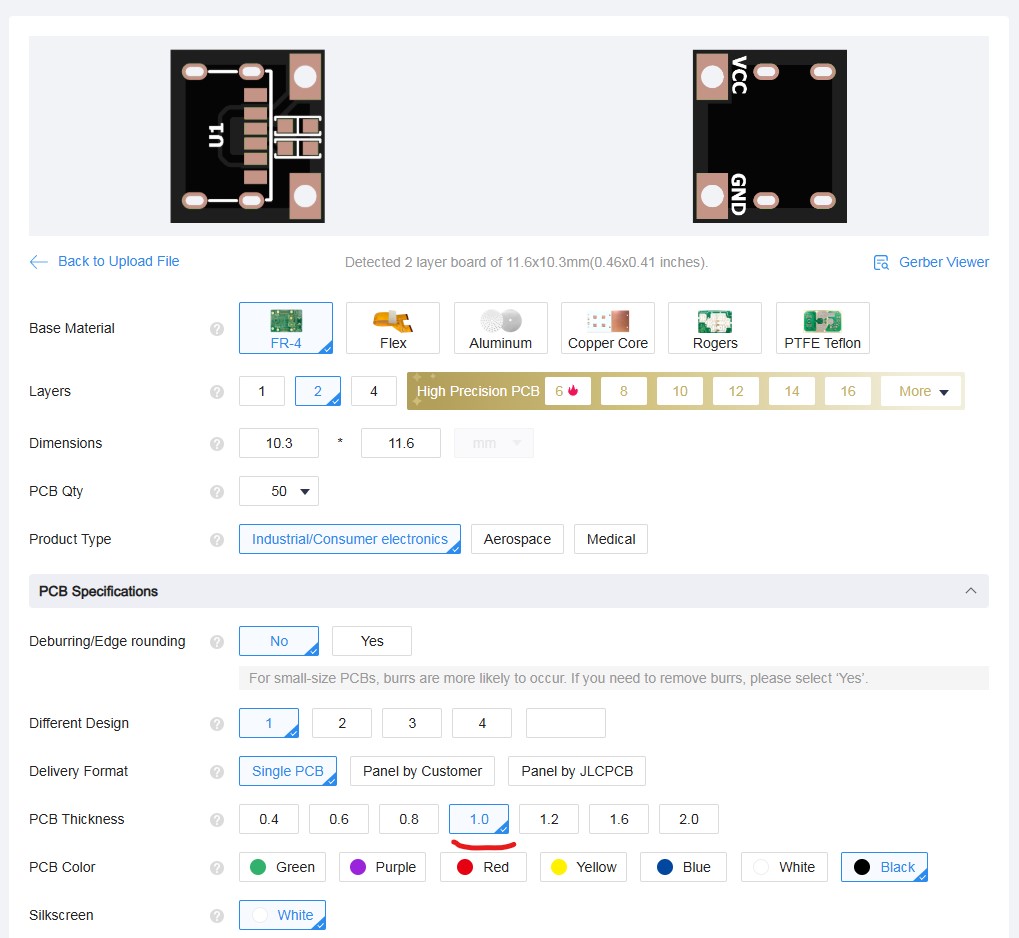 U1
VCC
GND
Back to Upload File
Detected 2 layer board of 11.6x10.3mm(0.46x0.41 inches).
Gerber Viewer
Base Material ? FR-4 Flex Aluminum Copper Core Rogers PTFE Teflon
Layers ? 1 2 4 High Precision PCB 6 8 10 12 14 16 More
Dimensions ? 10.3 * 11.6 mm
PCB Qty ? 50
Product Type ? Industrial/Consumer electronics Aerospace Medical
PCB Specifications
Deburring/Edge rounding ? No Yes
For small-size PCBs, burrs are more likely to occur. If you need to remove burrs, please select ‘Yes’.
Different Design ? 1 2 3 4
Delivery Format ? Single PCB Panel by Customer Panel by JLCPCB
PCB Thickness ? 0.4 0.6 0.8 1.0 1.2 1.6 2.0
PCB Color ? Green Purple Red Yellow Blue White Black
Silkscreen ? White